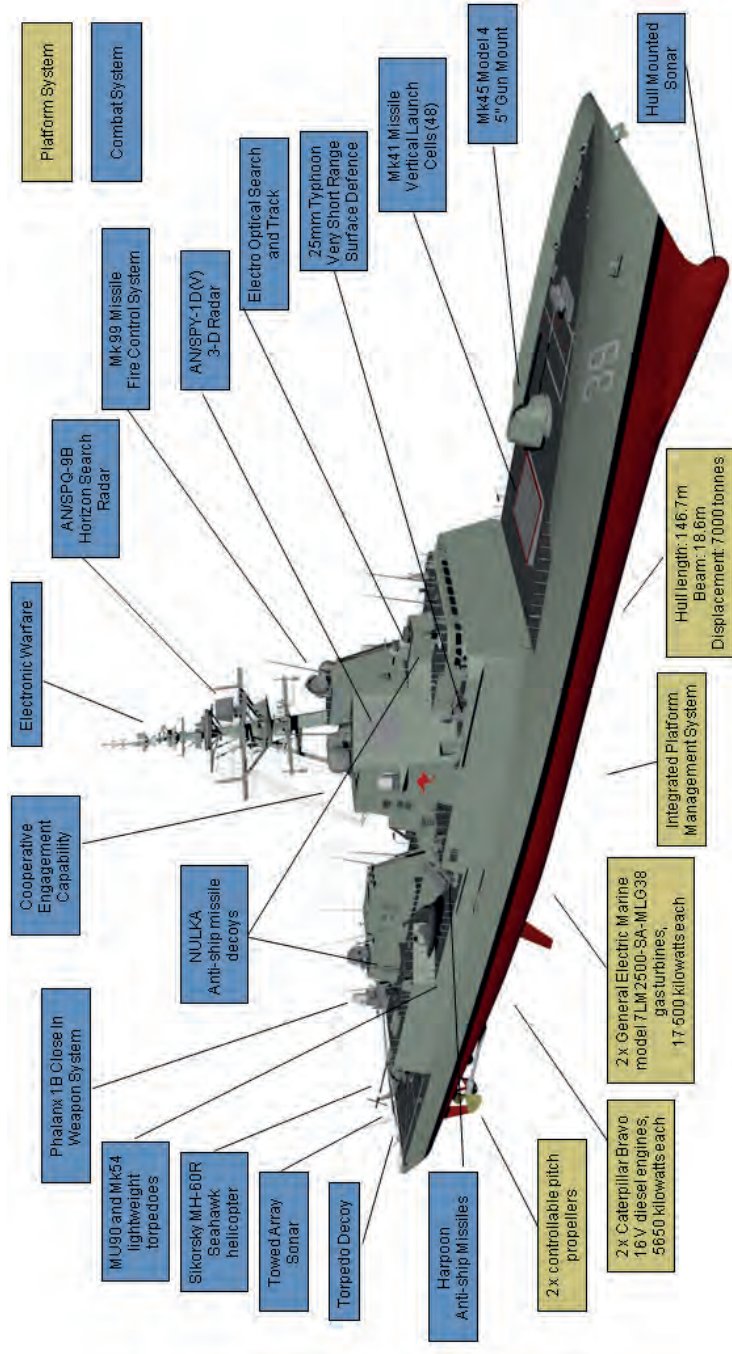 Platform System
Combat System
Electronic Warfare
AN/SPQ-9B
Horizon Search
Radar
Mk 99 Missile
Fire Control System
AN/SPY-1D(V)
3-D Radar
Electro Optical Search
and Track
25mm Typhoon
Very Short Range
Surface Defence
Mk41 Missile
Vertical Launch
Cells (48)
Mk45 Model 4
5" Gun Mount
Hull Mounted
Sonar
Cooperative
Engagement
Capability
NULKA
Anti-ship missile
decoys
Phalanx 1B Close In
Weapon System
MU90 and Mk54
lightweight
torpedoes
Sikorsky MH-60R
Seahawk
helicopter
Towed Array
Sonar
Torpedo Decoy
Harpoon
Anti-ship Missiles
39
2 x controllable pitch
propellers
2 x Caterpillar Bravo
16 V diesel engines,
5650 kilowatts each
2 x General Electric Marine
model 7LM2500-SA-MLG38
gas turbines,
17 500 kilowatts each
Integrated Platform
Management System
Hull length: 146.7m
Beam: 18.6m
Displacement: 7000 tonnes